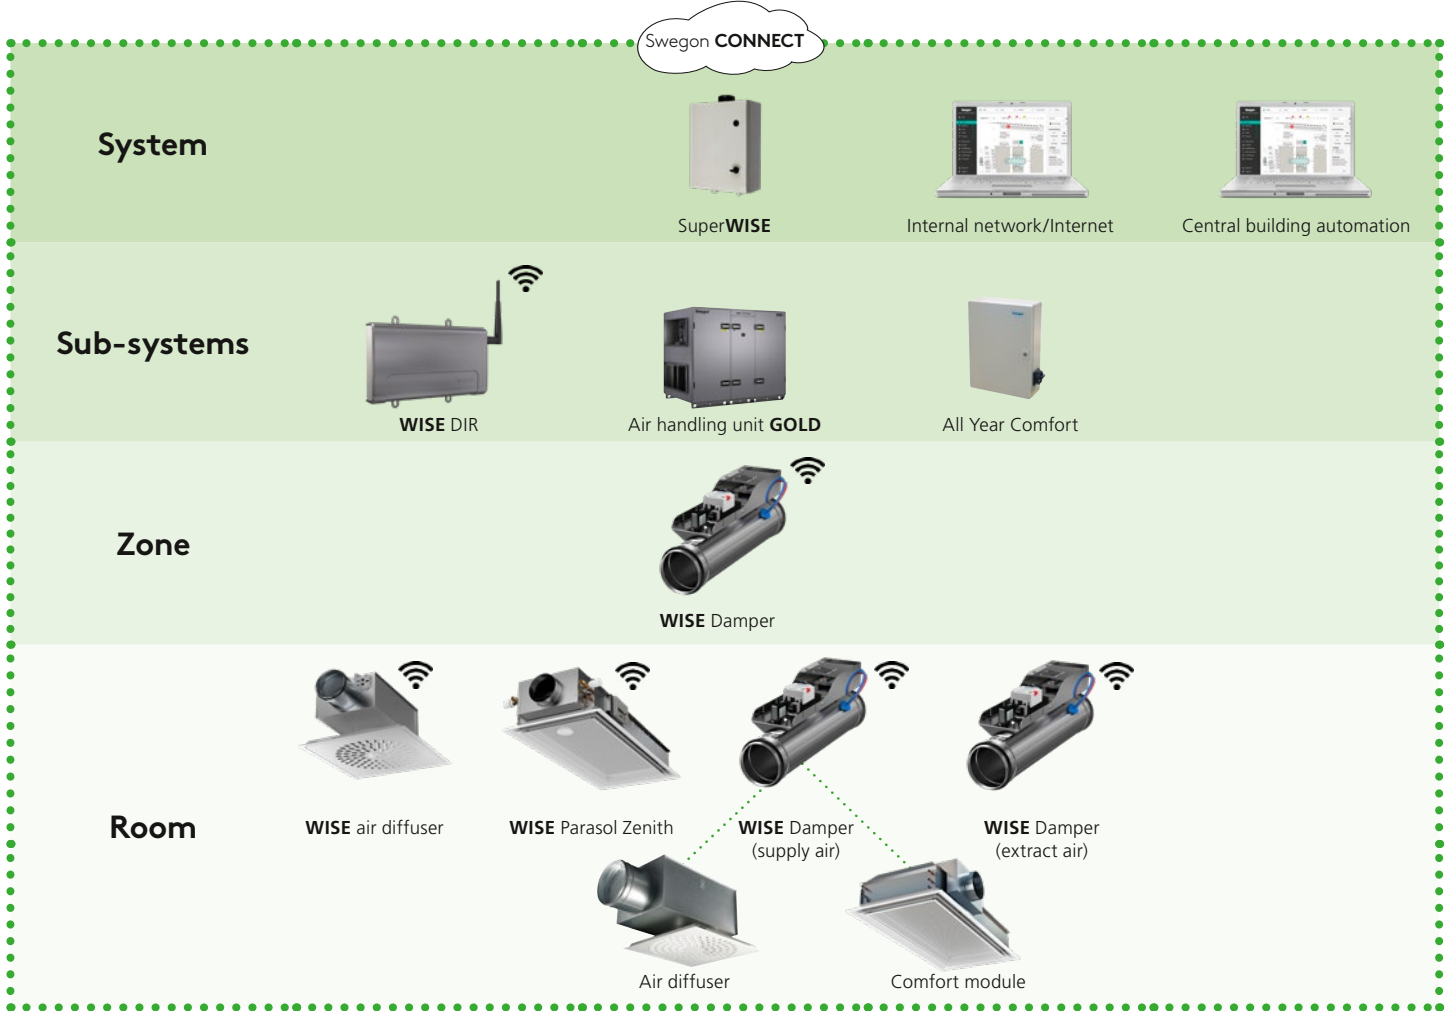 Swegon CONNECT
System
SuperWISE
Internal network/Internet
Central building automation
Sub-systems
WISE DIR
Air handling unit GOLD
All Year Comfort
Zone
WISE Damper
Room
WISE air diffuser
WISE Parasol Zenith
WISE Damper
(supply air)
WISE Damper
(extract air)
Air diffuser
Comfort module